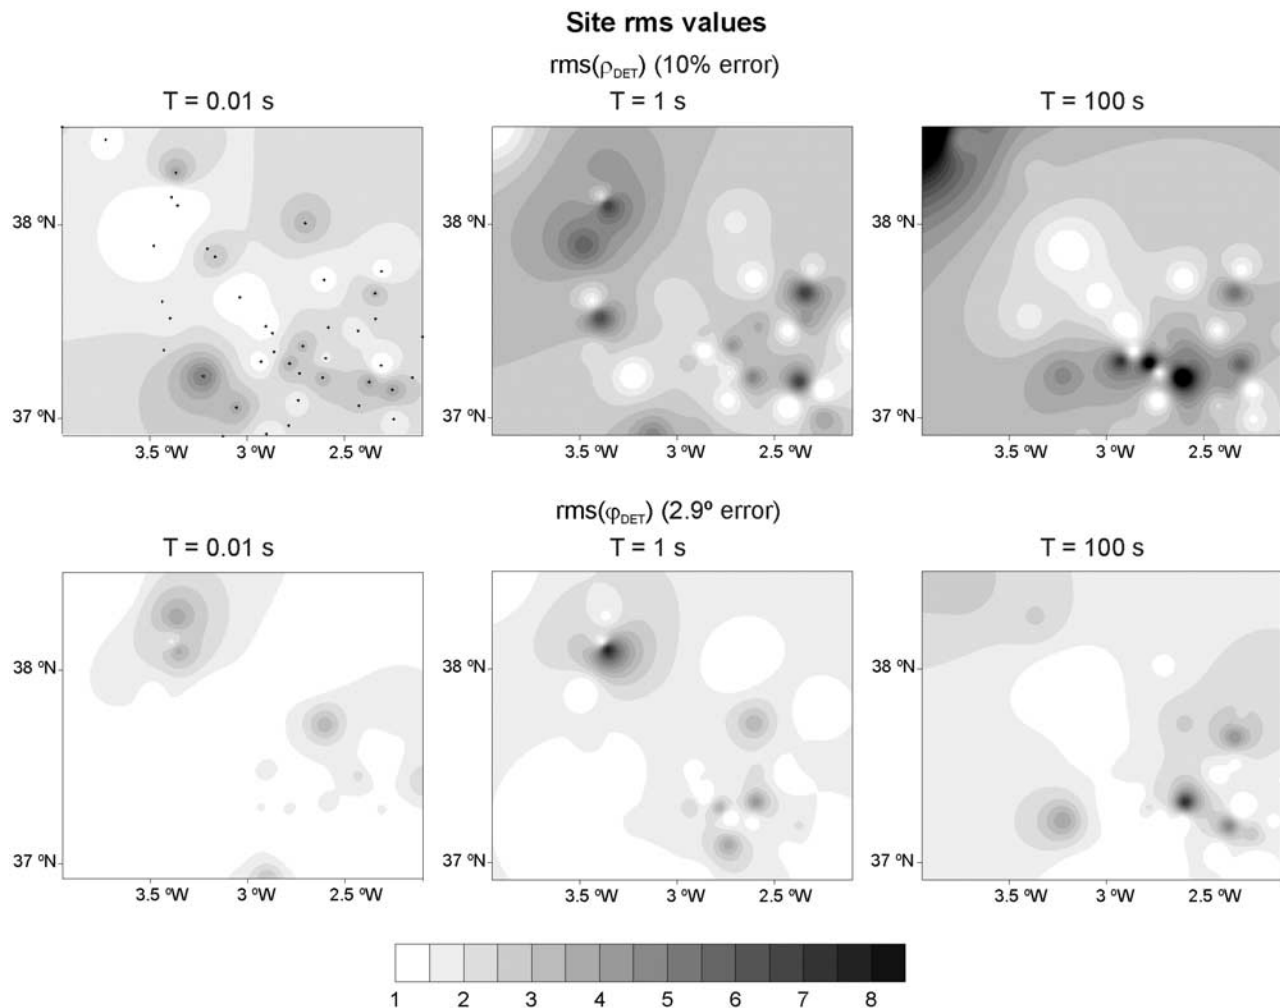 Site rms values
rms(ρDET) (10% error)
T = 0.01 s
T = 1 s
T = 100 s
38 ºN
38 ºN
38 ºN
37 ºN
37 ºN
37 ºN
3.5 ºW 3 ºW 2.5 ºW
3.5 ºW 3 ºW 2.5 ºW
3.5 ºW 3 ºW 2.5 ºW
rms(φDET) (2.9º error)
T = 0.01 s
T = 1 s
T = 100 s
38 ºN
38 ºN
38 ºN
37 ºN
37 ºN
37 ºN
3.5 ºW 3 ºW 2.5 ºW
3.5 ºW 3 ºW 2.5 ºW
3.5 ºW 3 ºW 2.5 ºW
1 2 3 4 5 6 7 8